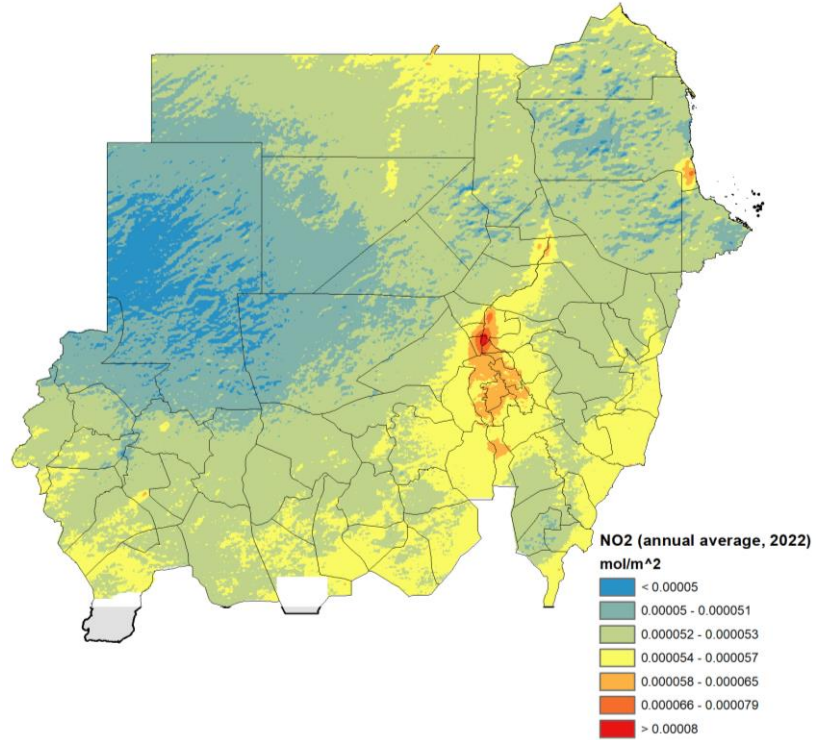 NO2 (annual average, 2022)
mol/m^2
< 0.00005
0.00005 - 0.000051
0.000052 - 0.000053
0.000054 - 0.000057
0.000058 - 0.000065
0.000066 - 0.000079
> 0.00008